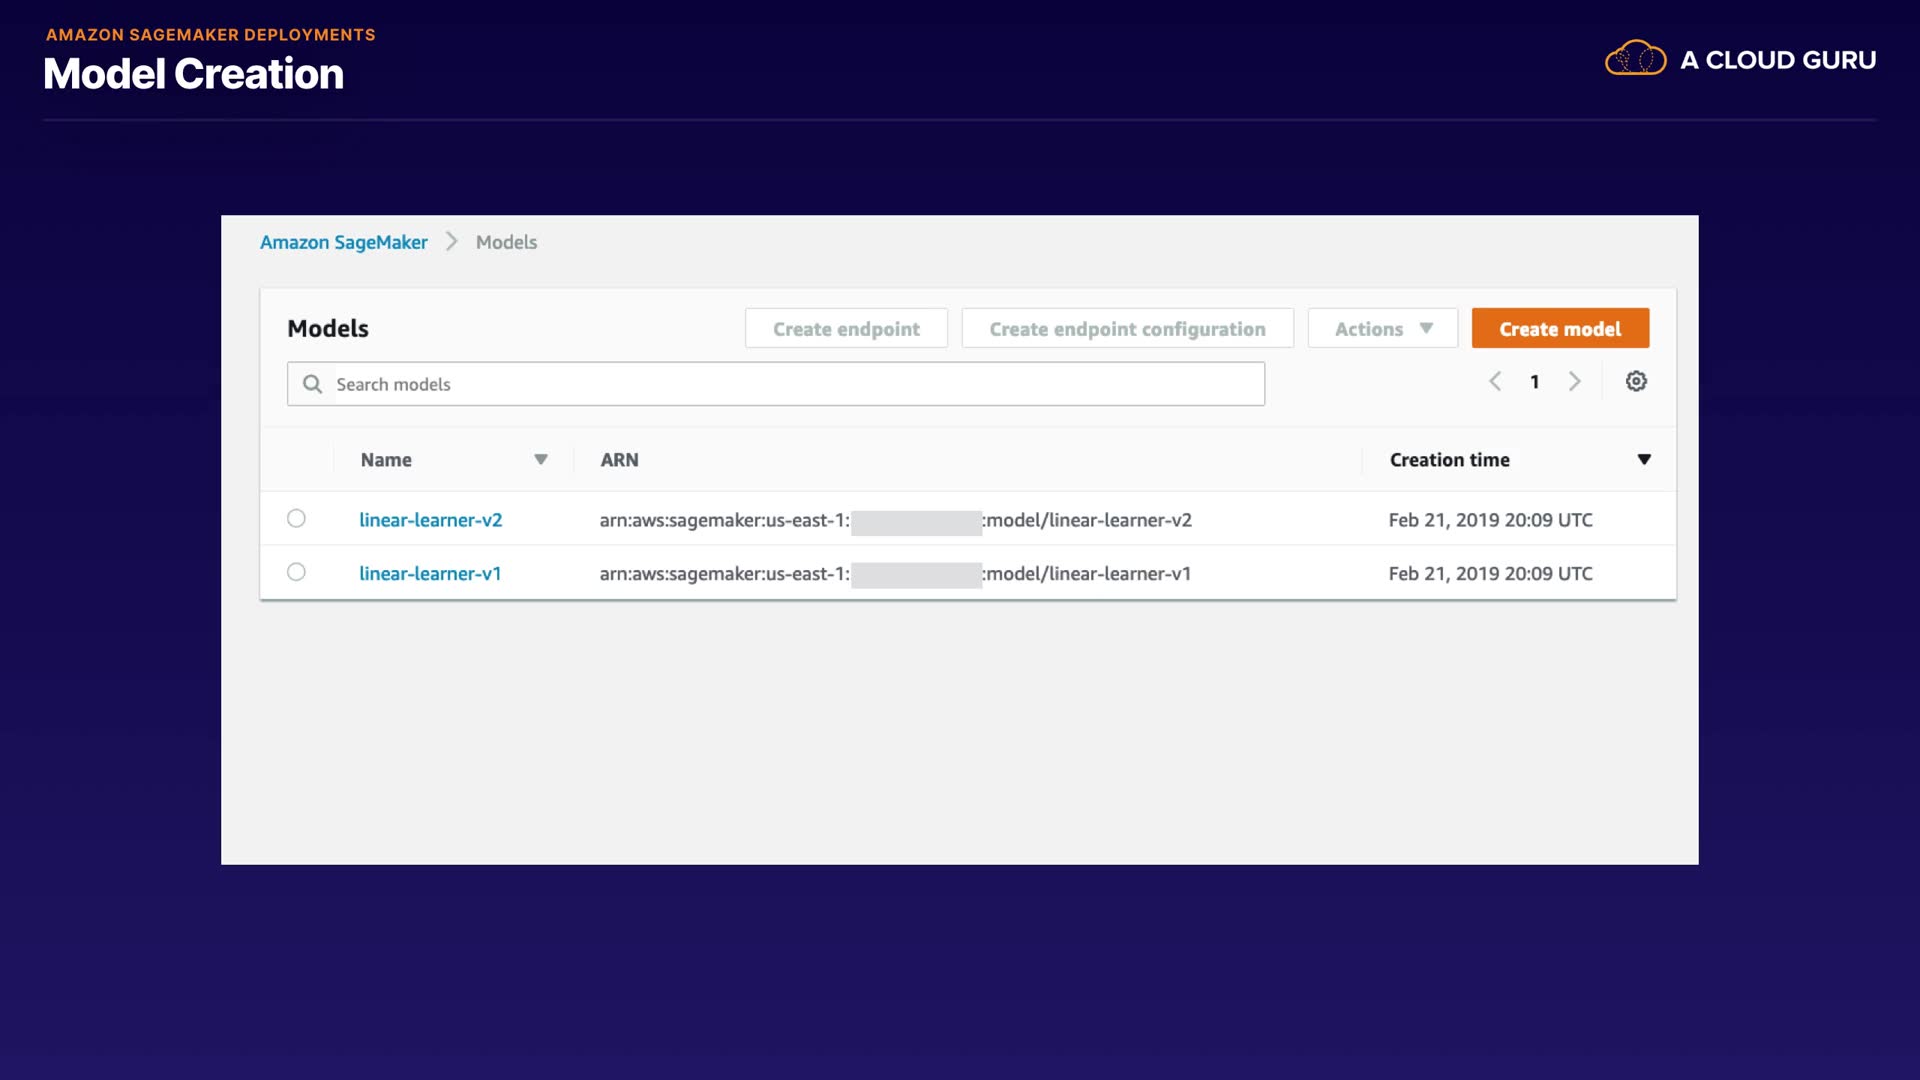 AMAZON SAGEMAKER DEPLOYMENTS
Model Creation
A CLOUD GURU
Amazon SageMaker Models
Models Create endpoint Create endpoint configuration Actions Create model
Search models 1
Name ARN Creation time
linear-learner-v2 arn:aws:sagemaker:us-east-1: :model/linear-learner-v2 Feb 21, 2019 20:09 UTC
linear-learner-v1 arn:aws:sagemaker:us-east-1: :model/linear-learner-v1 Feb 21, 2019 20:09 UTC